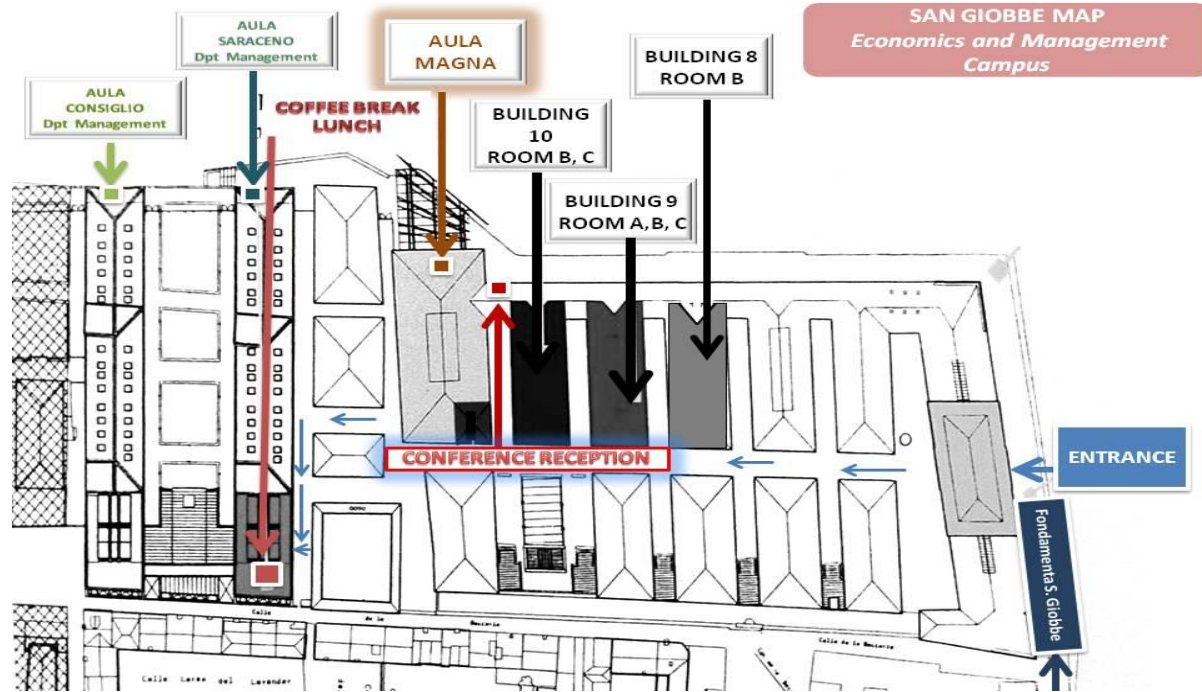 SAN GIOBBE MAP
Economics and Management
Campus
AULA
SARACENO
Dpt Management
AULA
MAGNA
BUILDING 8
ROOM B
AULA
CONSIGLIO
Dpt Management
COFFEE BREAK
LUNCH
BUILDING
10
ROOM B, C
BUILDING 9
ROOM A,B, C
CONFERENCE RECEPTION
ENTRANCE
Fondamenta S. Giobbe
Calle
de la
Calle de la
Calle Larga del